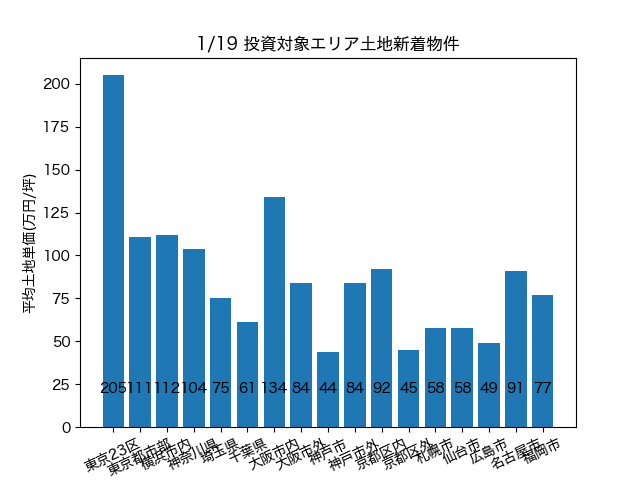 1/19 投資対象エリア土地新着物件
平均土地単価(万円/坪)
200
175
150
125
100
75
50
25
0
205 111 112 104 75 61 134 84 44 84 92 45 58 58 49 91 77
東京23区
東京都市部
横浜市内
神奈川県
埼玉県
千葉県
大阪市内
大阪市外
神戸市
神戸市外
京都区内
京都区外
札幌市
仙台市
広島市
名古屋市
福岡市